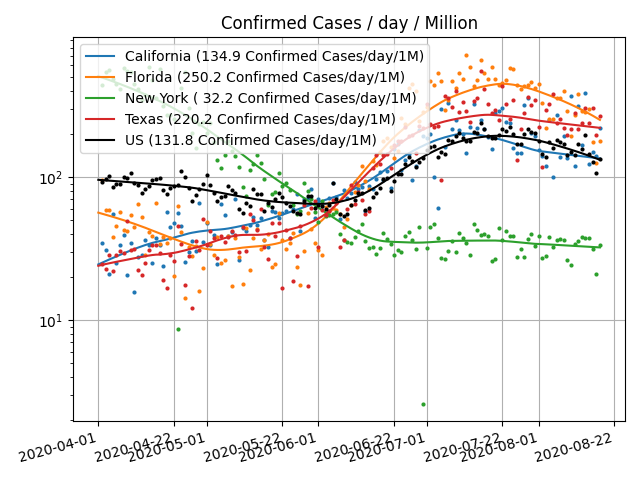 Confirmed Cases / day / Million
California (134.9 Confirmed Cases/day/1M)
Florida (250.2 Confirmed Cases/day/1M)
New York ( 32.2 Confirmed Cases/day/1M)
Texas (220.2 Confirmed Cases/day/1M)
US (131.8 Confirmed Cases/day/1M)
10²
10¹
2020-04-01
2020-04-22
2020-05-01
2020-05-22
2020-06-01
2020-06-22
2020-07-01
2020-07-22
2020-08-01
2020-08-22